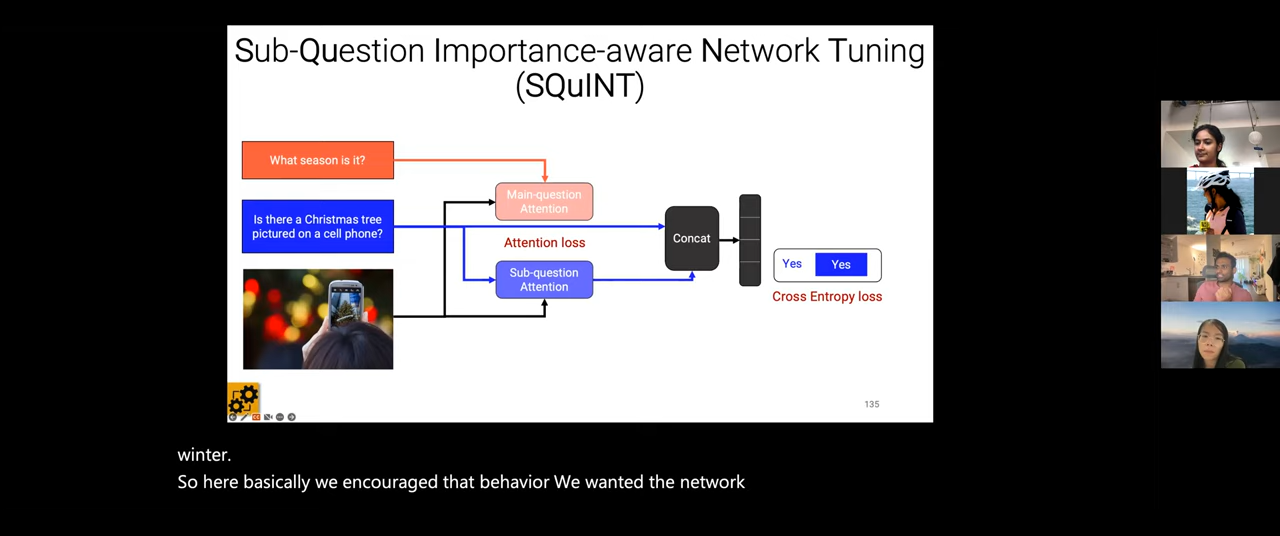 Sub-Question Importance-aware Network Tuning
(SQuINT)
What season is it?
Is there a Christmas tree
pictured on a cell phone?
Main-question
Attention
Attention loss
Sub-question
Attention
Concat
Yes
Yes
Cross Entropy loss
135
winter.
So here basically we encouraged that behavior We wanted the network